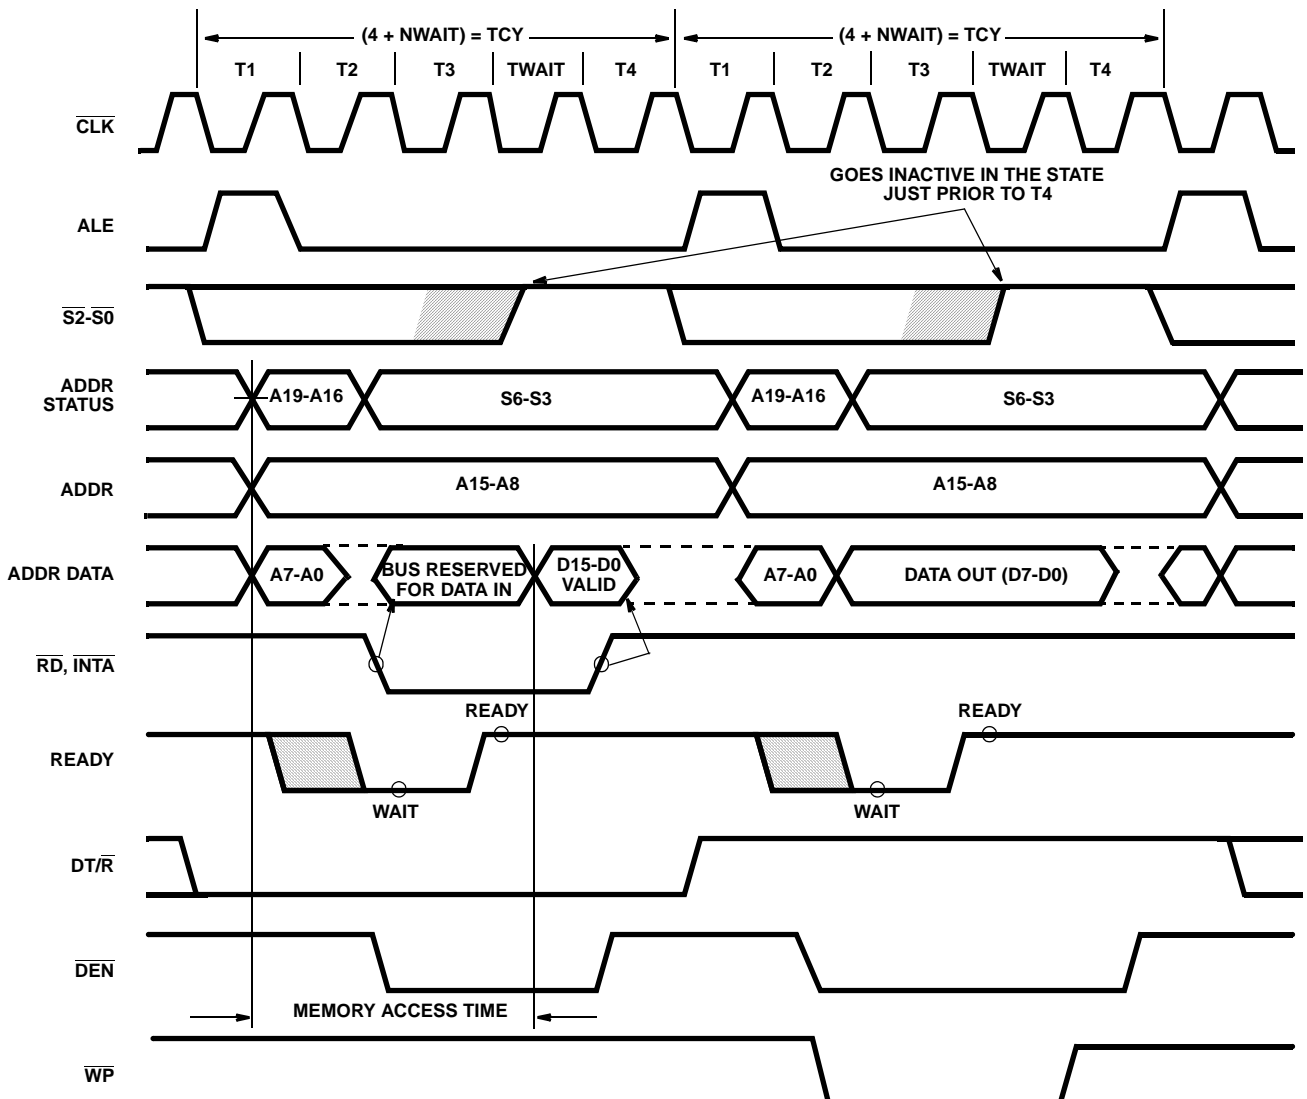 (4 + NWAIT) = TCY (4 + NWAIT) = TCY
T1 T2 T3 TWAIT T4 T1 T2 T3 TWAIT T4
CLK
GOES INACTIVE IN THE STATE
JUST PRIOR TO T4
ALE
S2-S0
ADDR
STATUS
A19-A16 S6-S3 A19-A16 S6-S3
ADDR A15-A8 A15-A8
ADDR DATA A7-A0
BUS RESERVED
FOR DATA IN
D15-D0
VALID
A7-A0 DATA OUT (D7-D0)
RD, INTA
READY READY
READY
WAIT WAIT
DT/R
DEN
MEMORY ACCESS TIME
WP